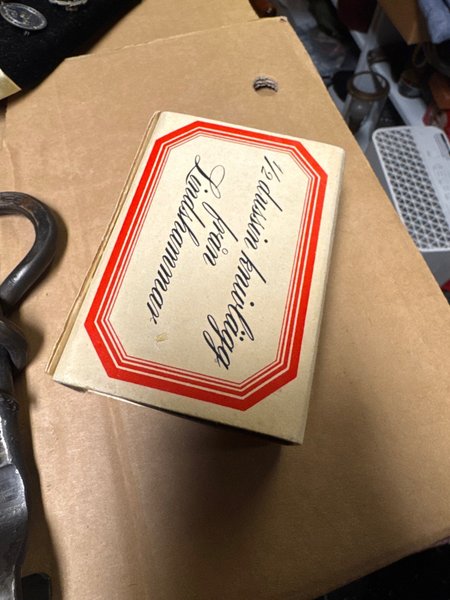 ½ dussin knivlägg
från
Lindshammar